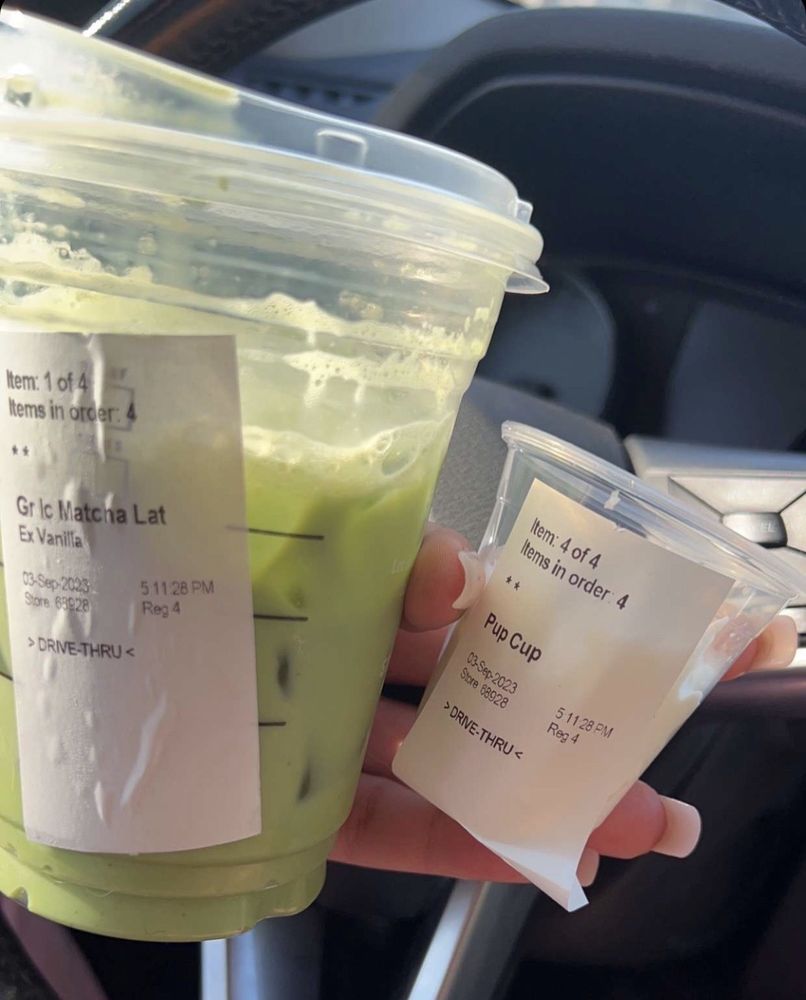 Item: 1 of 4
Items in order: 4
**
Gr Ic Matcha Lat
Ex Vanilla
03-Sep-2023 5:11:28 PM
Store 68928 Reg 4
> DRIVE-THRU <
Item: 4 of 4
Items in order: 4
**
Pup Cup
03-Sep-2023 5:11:28 PM
Store 68928 Reg 4
> DRIVE-THRU <